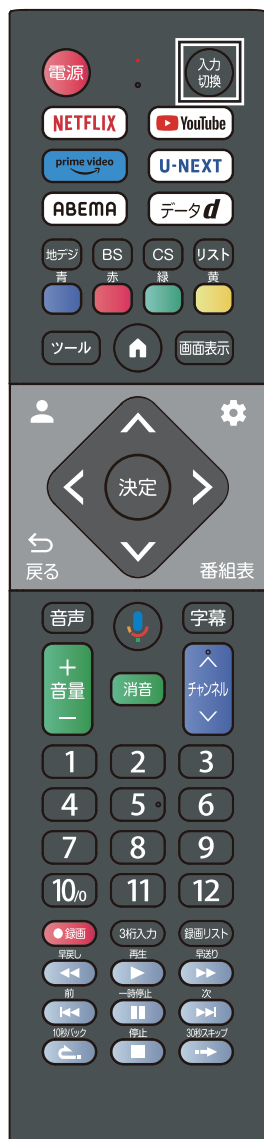 電源
入力
切換
NETFLIX
YouTube
prime video
U-NEXT
ABEMA
データd
地デジ
BS
CS
リスト
青
赤
緑
黄
ツール
画面表示
決定
戻る
番組表
音声
字幕
+
音量
−
消音
チャンネル
1
2
3
4
5
6
7
8
9
10/0
11
12
●録画
3桁入力
録画リスト
早戻し
再生
早送り
前
一時停止
次
10秒バック
停止
30秒スキップ